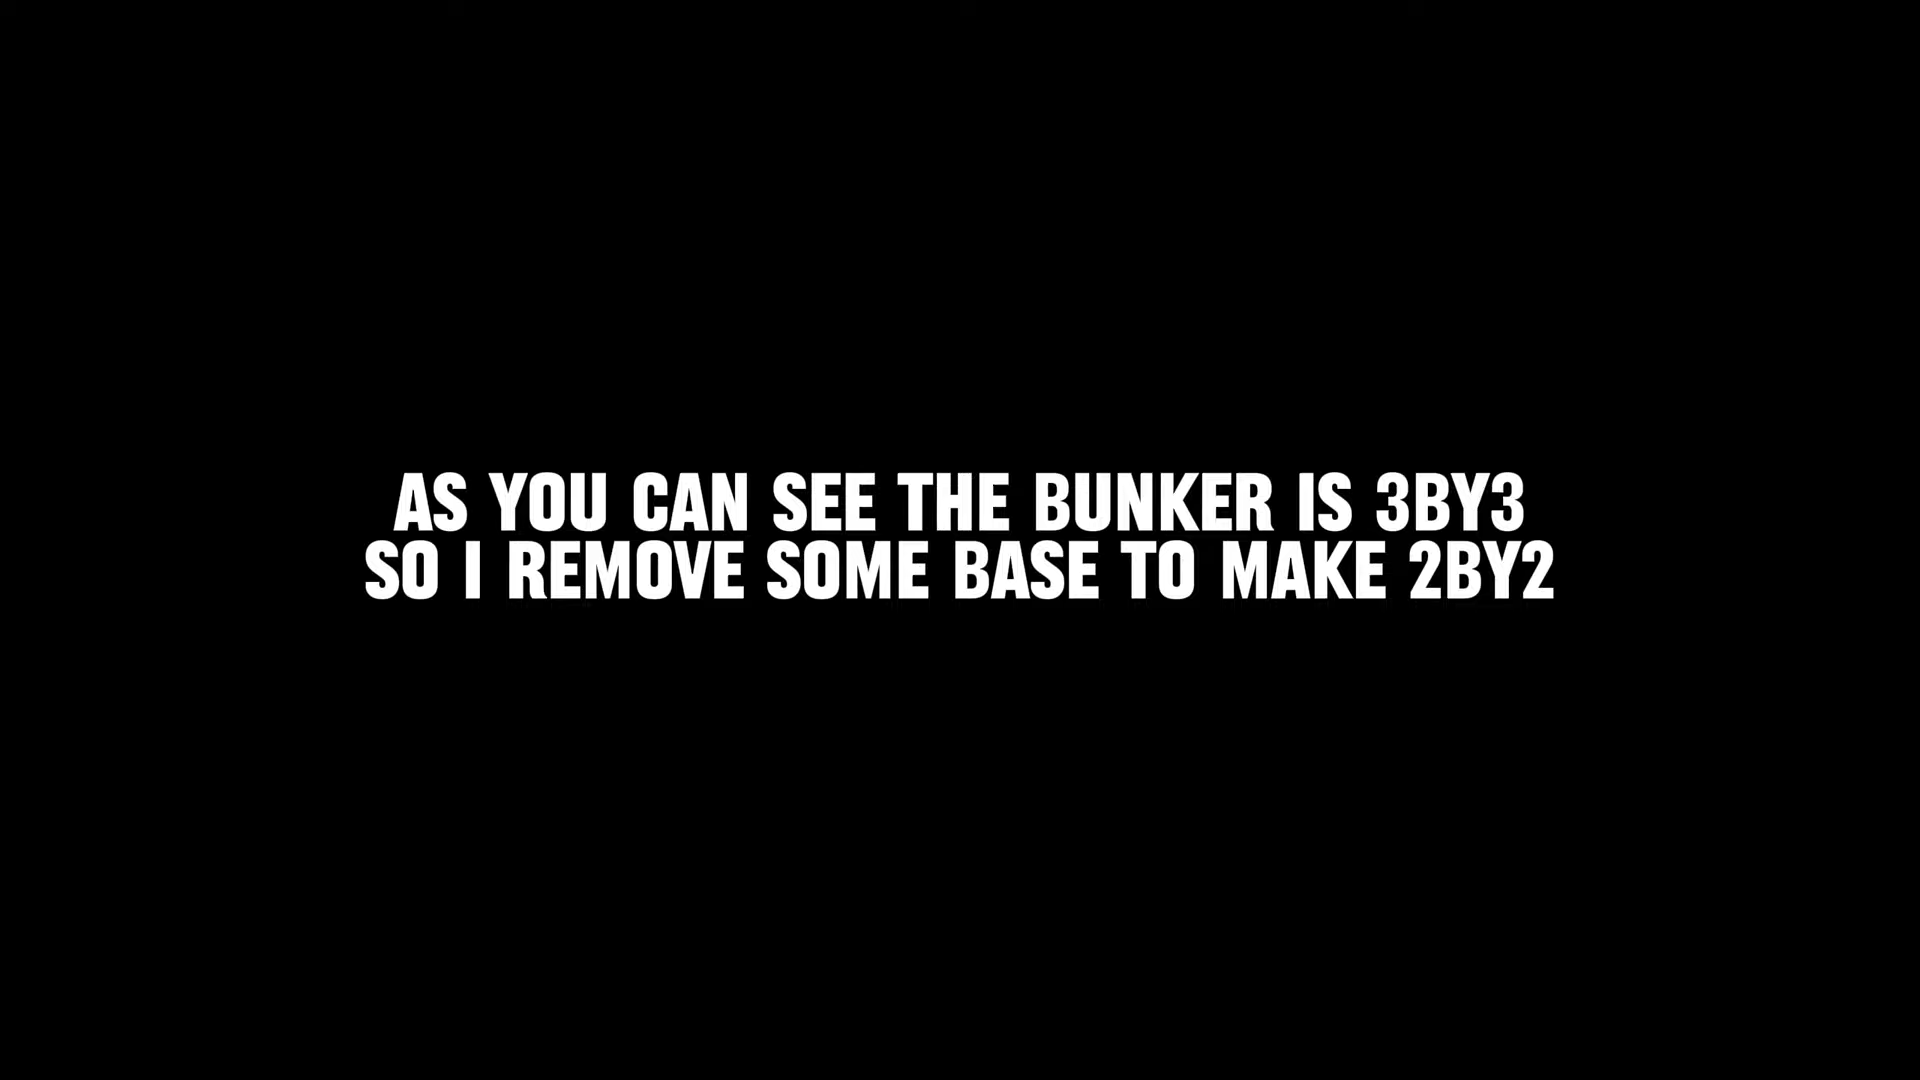 AS YOU CAN SEE THE BUNKER IS 3BY3
SO I REMOVE SOME BASE TO MAKE 2BY2